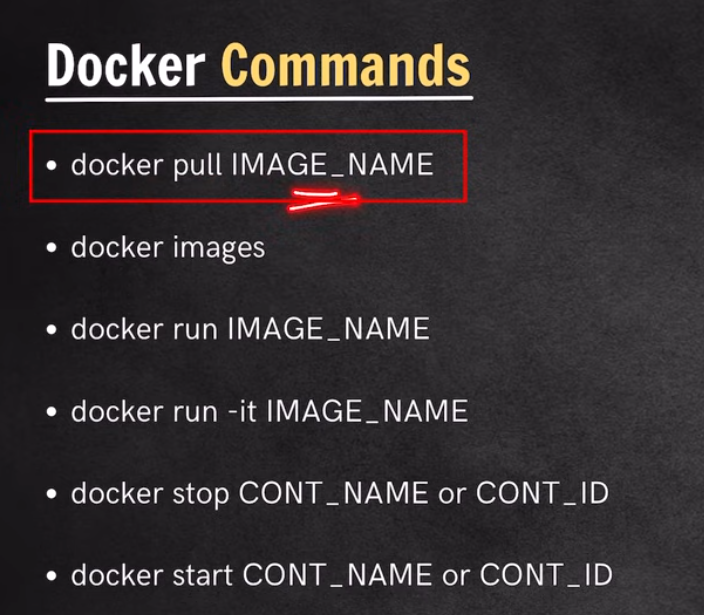 Docker Commands
• docker pull IMAGE_NAME
• docker images
• docker run IMAGE_NAME
• docker run -it IMAGE_NAME
• docker stop CONT_NAME or CONT_ID
• docker start CONT_NAME or CONT_ID